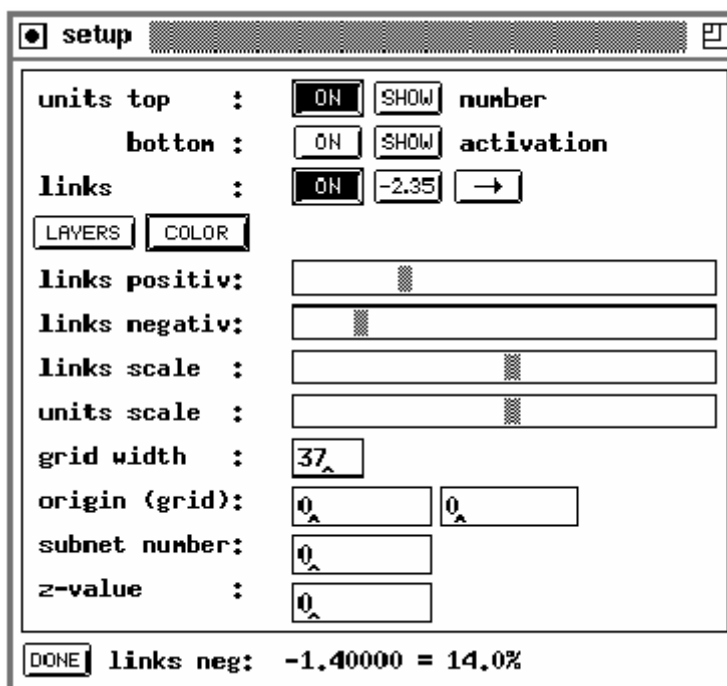 setup
units top : ON SHOW number
bottom : ON SHOW activation
links : ON -2.35 →
LAYERS COLOR
links positiv:
links negativ:
links scale :
units scale :
grid width : 37
origin (grid): 0 0
subnet number: 0
z-value : 0
DONE links neg: -1.40000 = 14.0%